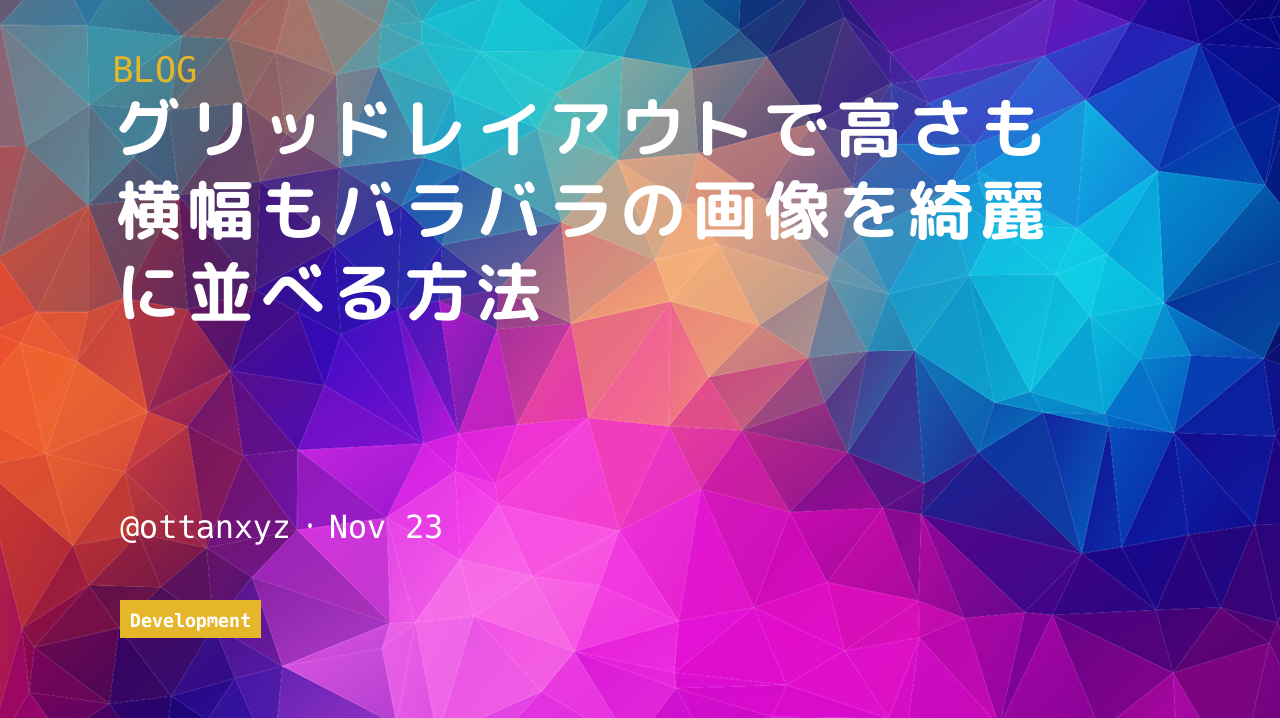 BLOG
グリッドレイアウトで高さも
横幅もバラバラの画像を綺麗
に並べる方法
@ottanxyz・Nov 23
Development